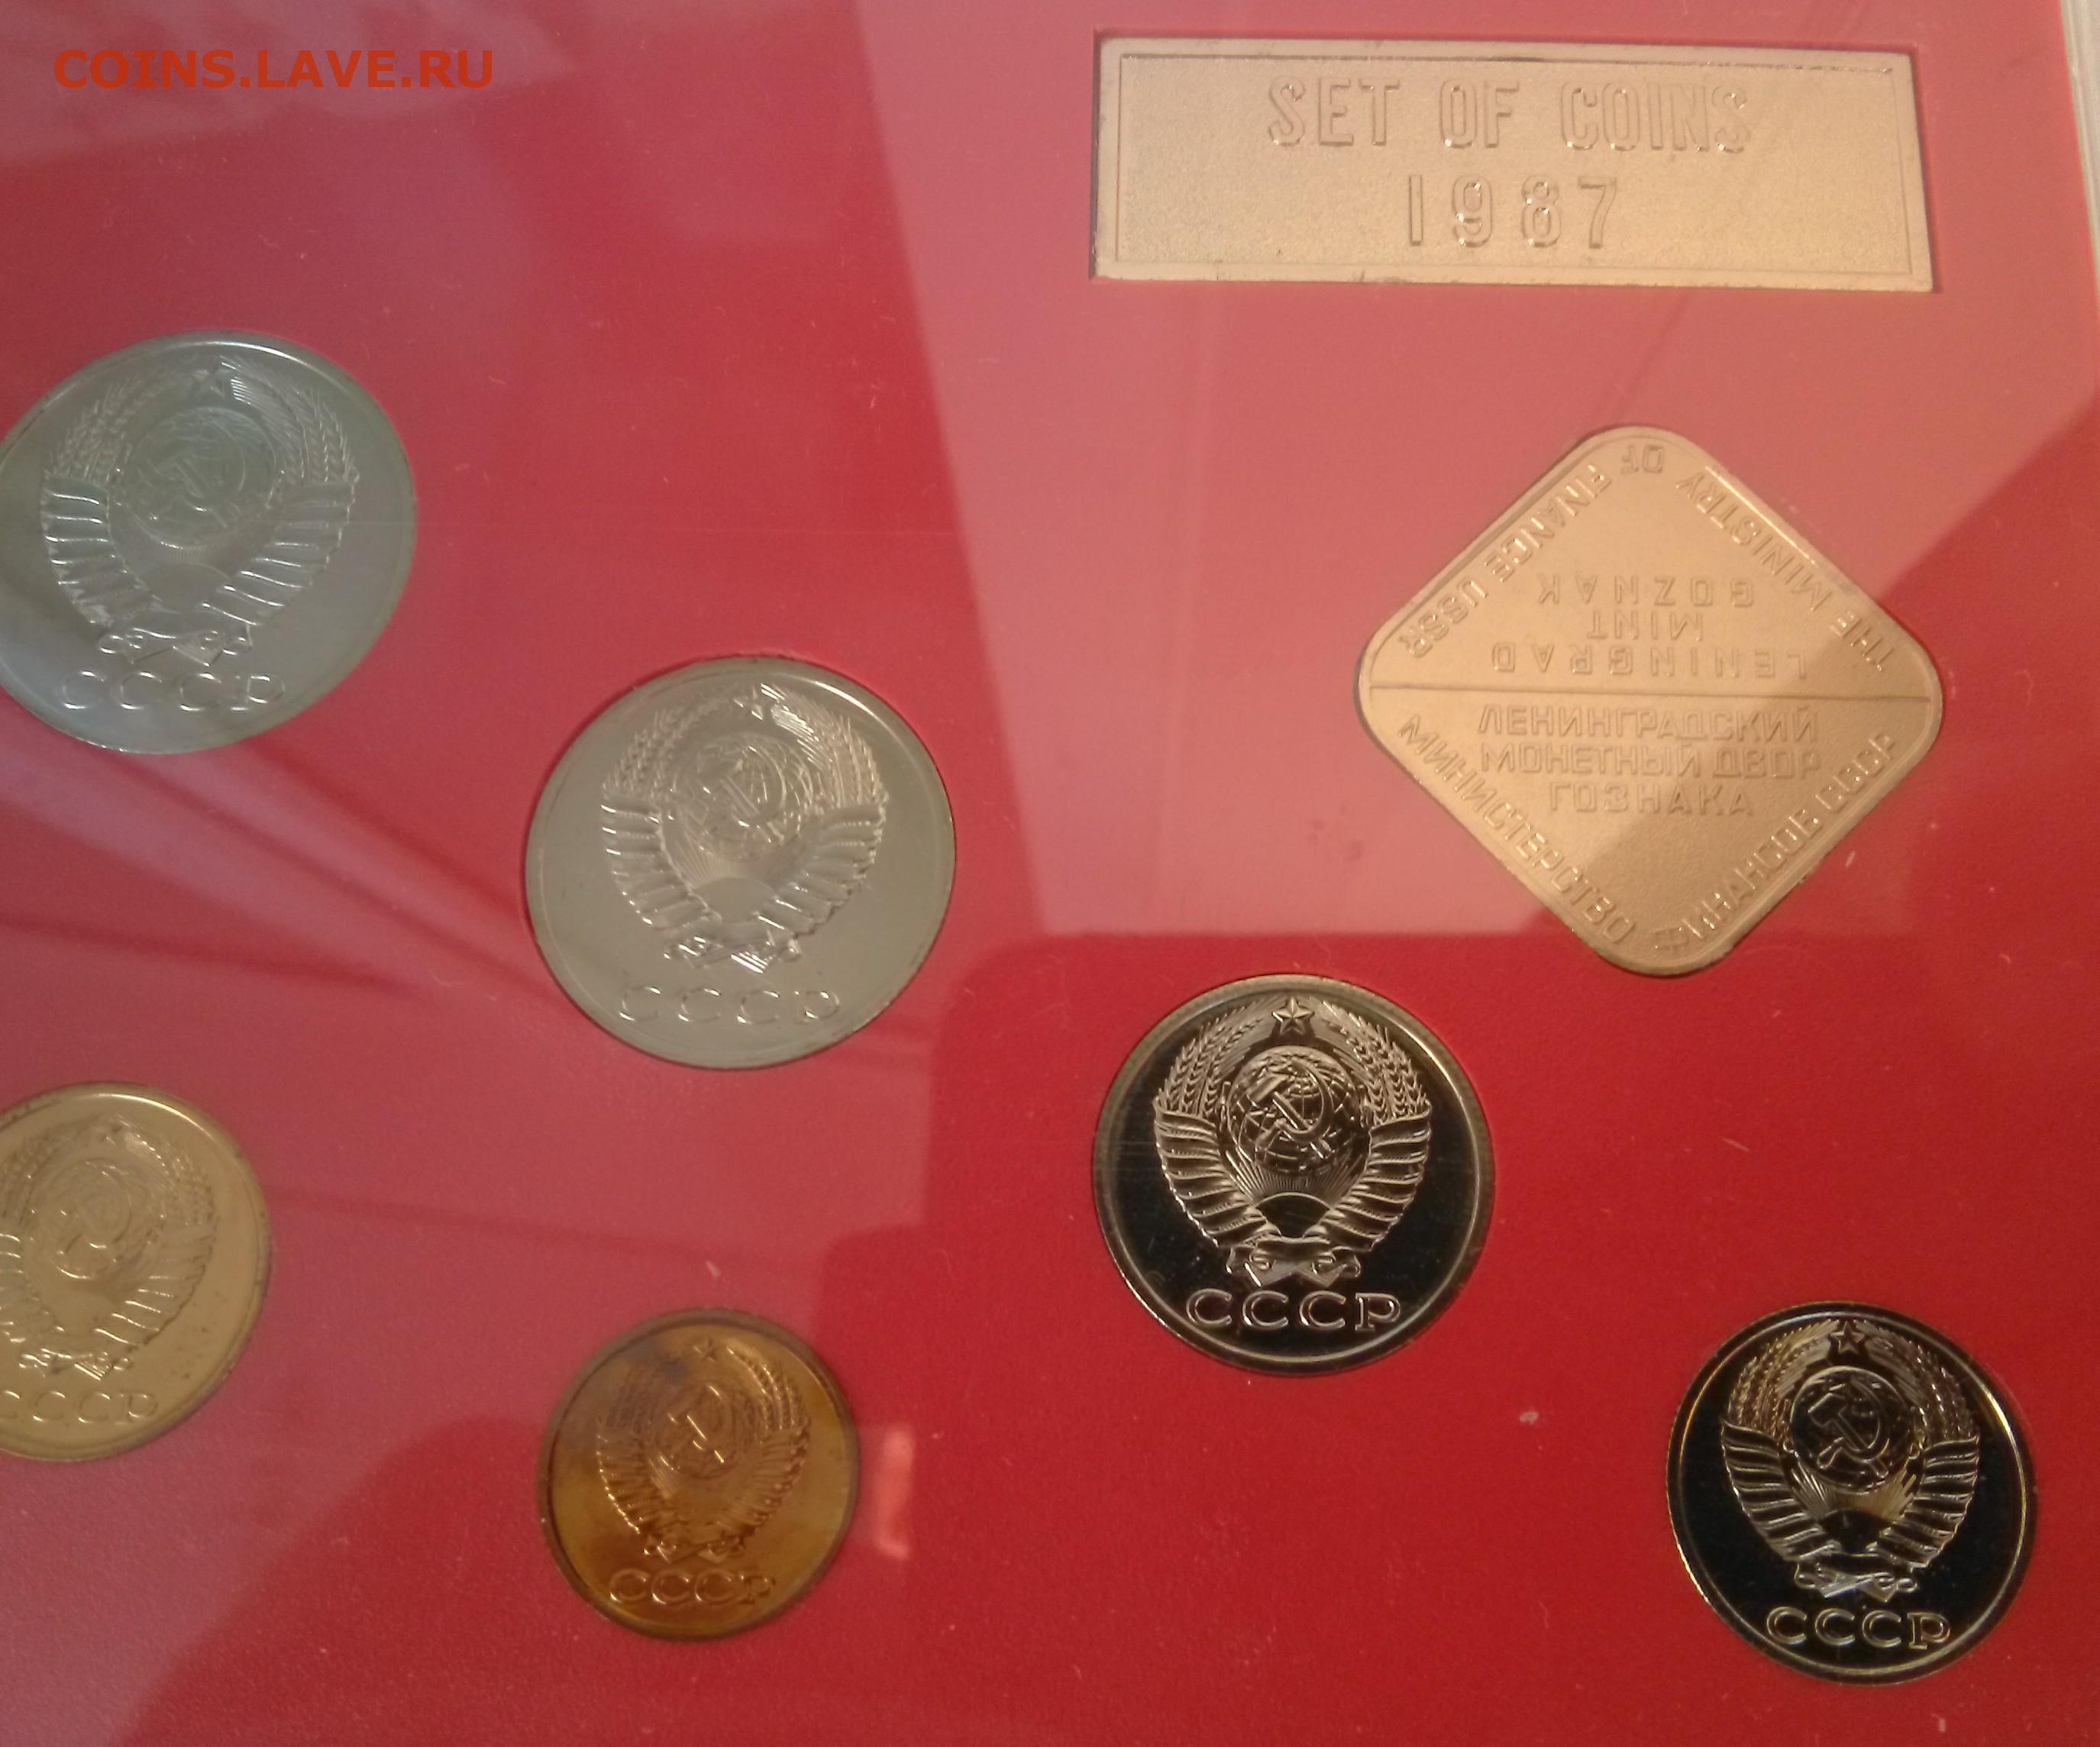 COINS.LAVE.RU
SET OF COINS
1987
THE MINISTRY OF FINANCE USSR
LENINGRAD
MINT
GOZNAK
ЛЕНИНГРАДСКИЙ
МОНЕТНЫЙ ДВОР
ГОЗНАКА
МИНИСТЕРСТВО ФИНАНСОВ СССР
СССР
СССР
СССР
СССР
СССР
СССР